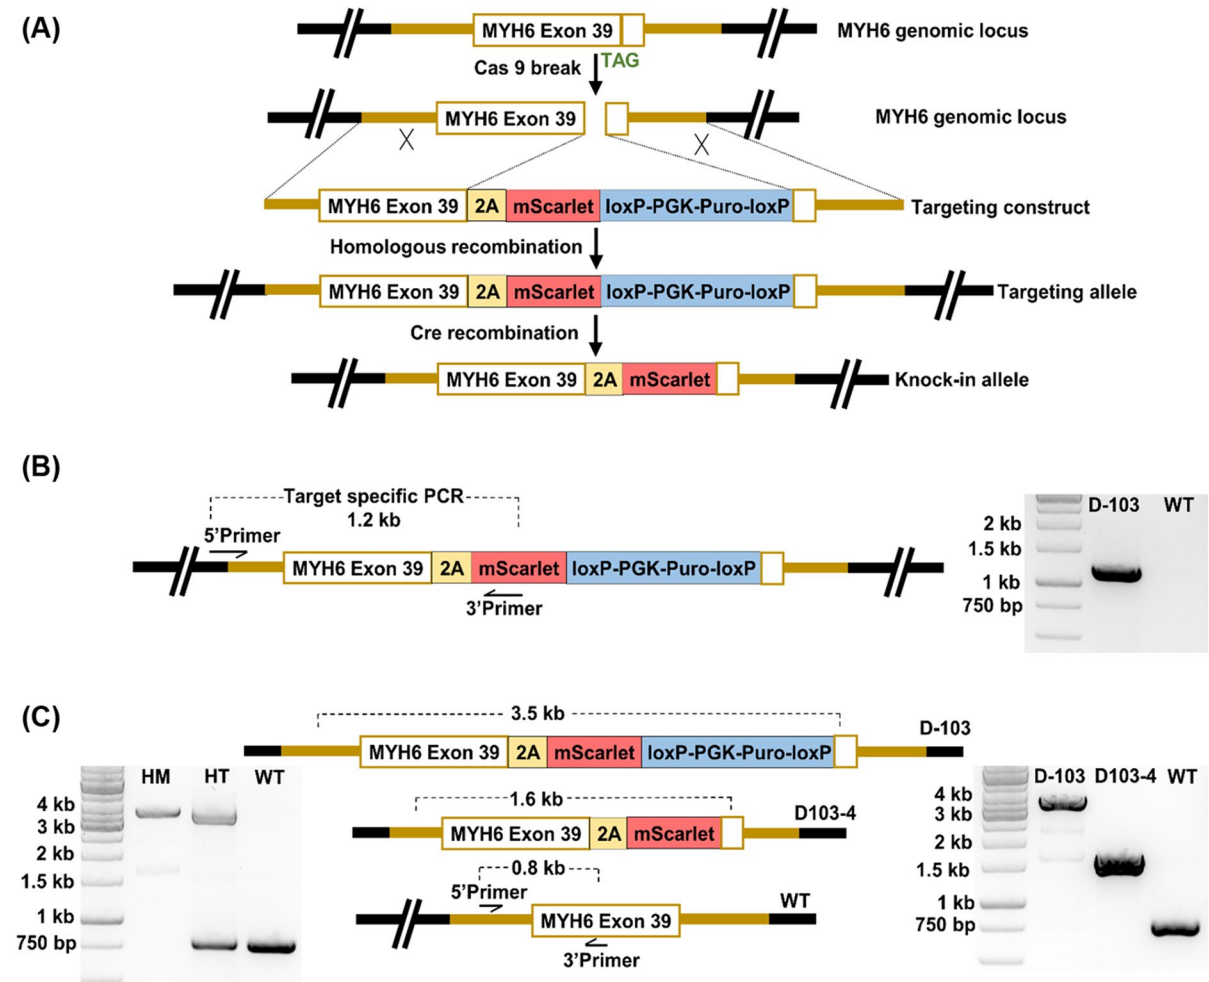 (A)
MYH6 Exon 39
MYH6 genomic locus
Cas 9 break
TAG
MYH6 Exon 39
MYH6 genomic locus
MYH6 Exon 39 2A mScarlet loxP-PGK-Puro-loxP
Targeting construct
Homologous recombination
MYH6 Exon 39 2A mScarlet loxP-PGK-Puro-loxP
Targeting allele
Cre recombination
MYH6 Exon 39 2A mScarlet
Knock-in allele
(B)
Target specific PCR
1.2 kb
5'Primer
MYH6 Exon 39 2A mScarlet loxP-PGK-Puro-loxP
3'Primer
D-103 WT
2 kb
1.5 kb
1 kb
750 bp
(C)
HM HT WT
4 kb
3 kb
2 kb
1.5 kb
1 kb
750 bp
3.5 kb
D-103
MYH6 Exon 39 2A mScarlet loxP-PGK-Puro-loxP
1.6 kb
D103-4
MYH6 Exon 39 2A mScarlet
0.8 kb
5'Primer
WT
MYH6 Exon 39
3'Primer
D-103 D103-4 WT
4 kb
3 kb
2 kb
1.5 kb
1 kb
750 bp